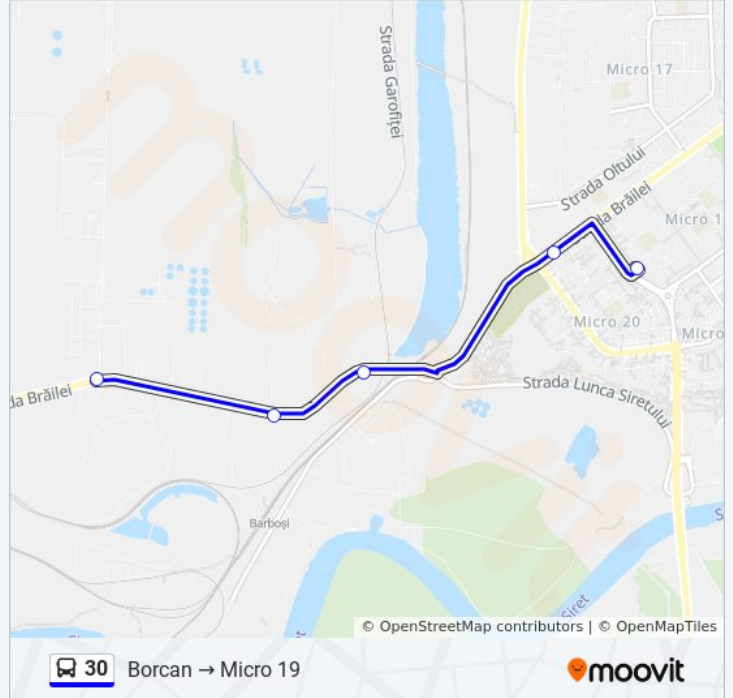 Strada Garofiței
Micro 17
Strada Oltului
da Brăilei
Micro 1
Micro 20
Micro
da Brăilei
Strada Lunca Siretului
Barboși
S
Siret
© OpenStreetMap contributors | © OpenMapTiles
30 Borcan → Micro 19
moovit